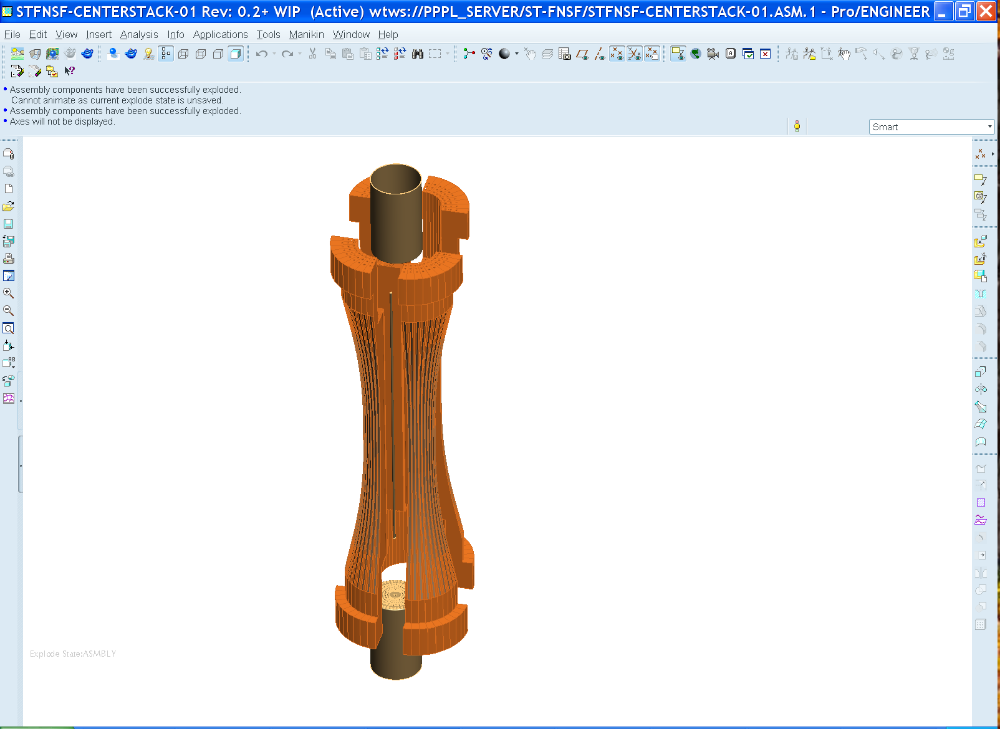 STFNSF-CENTERSTACK-01 Rev: 0.2+ WIP (Active) wtws://PPPL_SERVER/ST-FNSF/STFNSF-CENTERSTACK-01.ASM.1 - Pro/ENGINEER
File Edit View Insert Info Analysis Info Applications Tools Manikin Window Help
Assembly components have been successfully exploded.
Cannot animate as current explode state is unsaved.
Assembly components have been successfully exploded.
Axes will not be displayed.
Smart
Explode State:ASMBLY